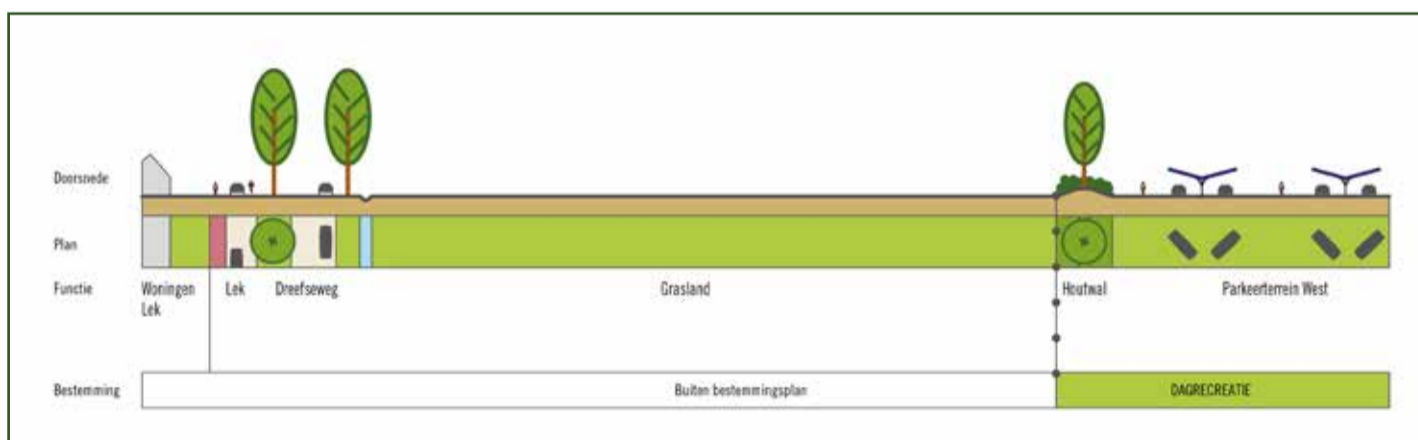 Doorsnede
Plan
Functie Woningen Lek Dreefseweg Grasland Houtwal Parkeerterrein West
Lek
Bestemming Buiten bestemmingsplan DAGRECREATIE